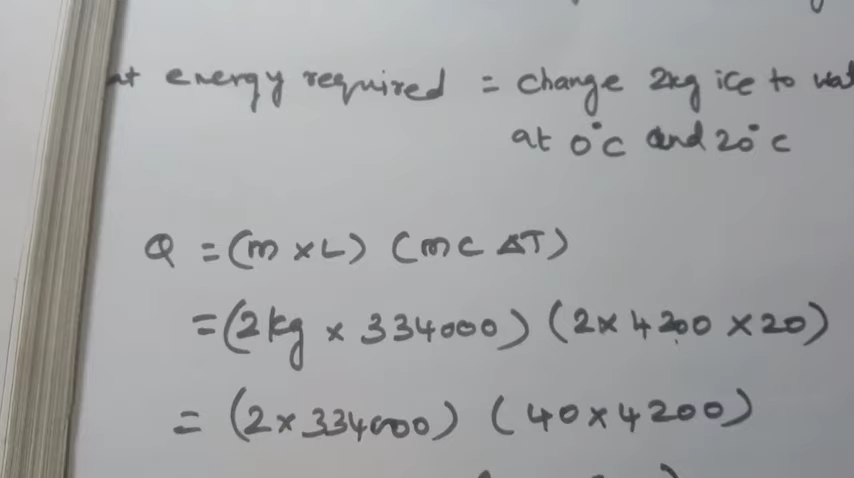 energy required = change 2kg ice to
at 0°C and 20°C
Q = (m × L) (mc ΔT)
= (2kg × 334000) (2×4200 ×20)
= (2×334000) (40×4200)